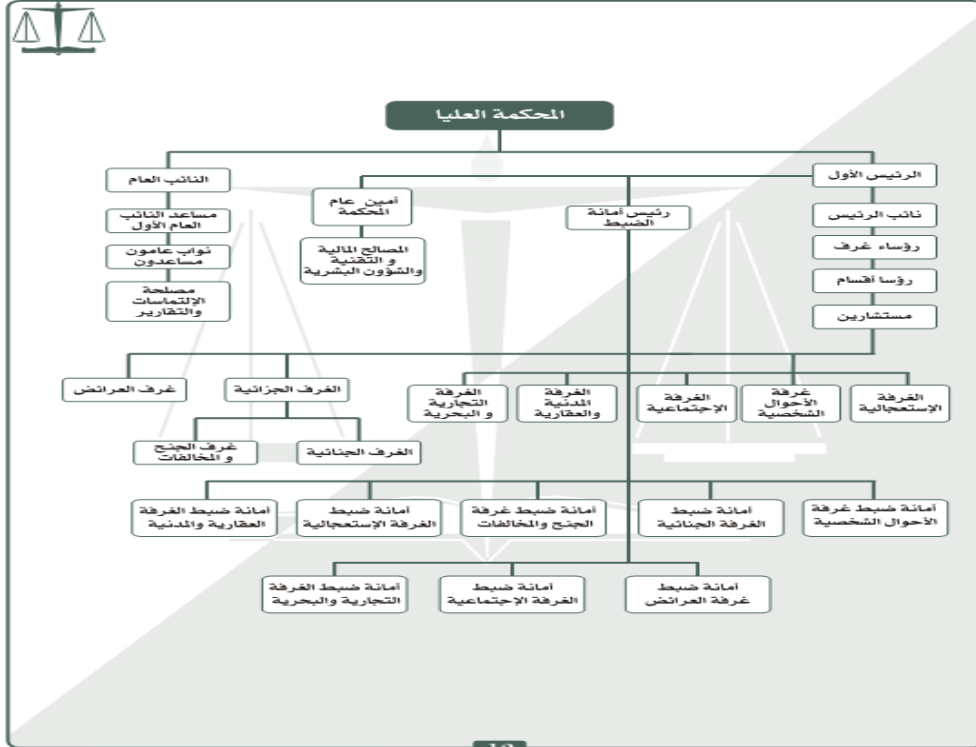 المحكمة العليا
الرئيس الأول
النائب العام
نائب الرئيس
رؤساء غرف
رؤسا أقسام
مستشارين
رئيس أمانة
الضبط
أمين عام
المحكمة
المصالح المالية
و التقنية
والشؤون البشرية
مساعد النائب
العام الأول
نواب عامون
مساعدون
مصلحة
الإلتماسات
والتقارير
الغرفة
الإستعجالية
غرفة
الأحوال
الشخصية
الغرفة
الإجتماعية
الغرفة
المدنية
والعقارية
الغرفة
التجارية
و البحرية
الغرف الجزائية
غرف العرائض
الغرف الجنائية
غرف الجنح
و المخالفات
أمانة ضبط غرفة
الأحوال الشخصية
أمانة ضبط
الغرفة الجنائية
أمانة ضبط غرفة
الجنح والمخالفات
أمانة ضبط
الغرفة الإستعجالية
أمانة ضبط الغرفة
العقارية والمدنية
أمانة ضبط
غرفة العرائض
أمانة ضبط
الغرفة الإجتماعية
أمانة ضبط الغرفة
التجارية والبحرية